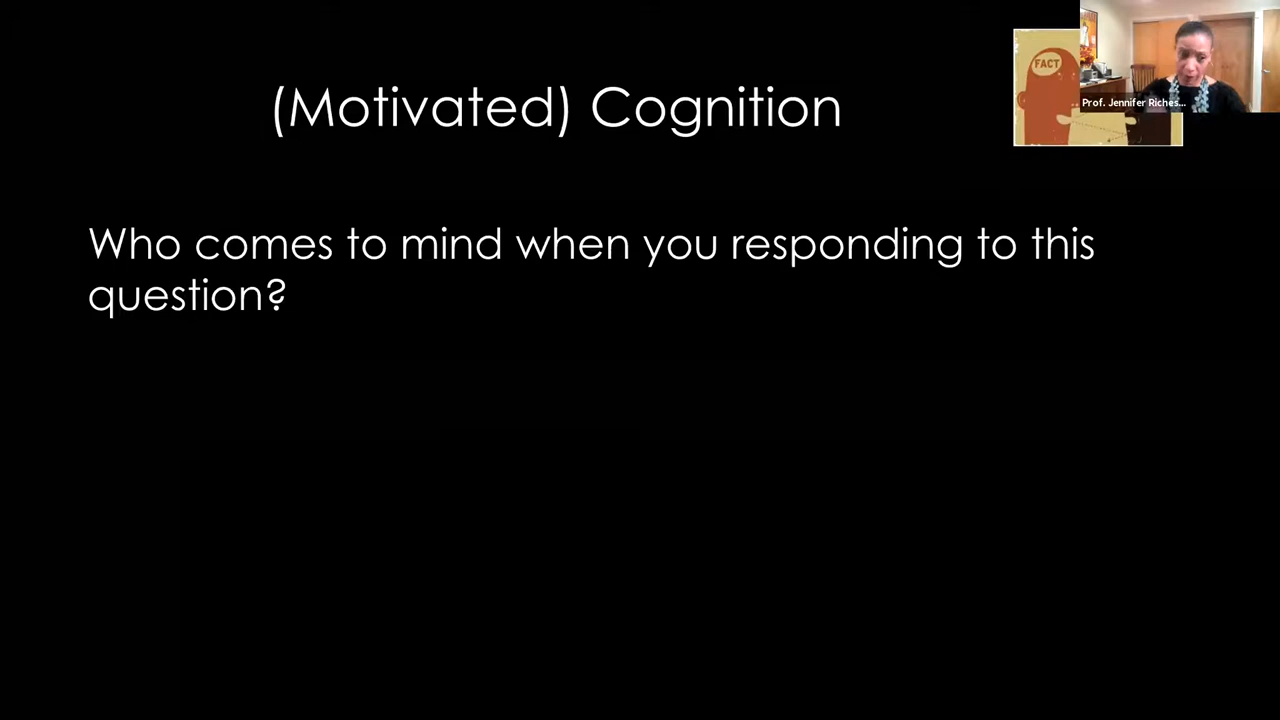 (Motivated) Cognition
FACT
Prof. Jennifer Riches...
Who comes to mind when you responding to this
question?